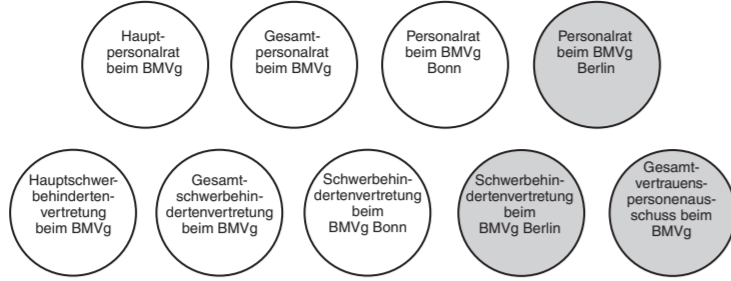 Haupt-
personalrat
beim BMVg
Gesamt-
personalrat
beim BMVg
Personalrat
beim BMVg
Bonn
Personalrat
beim BMVg
Berlin
Hauptschwer-
behinderten-
vertretung
beim BMVg
Gesamt-
schwerbehin-
dertenvertretung
beim BMVg
Schwerbehin-
dertenvertretung
beim
BMVg Bonn
Schwerbehin-
dertenvertretung
beim
BMVg Berlin
Gesamt-
vertrauens-
personenaus-
schuss beim
BMVg